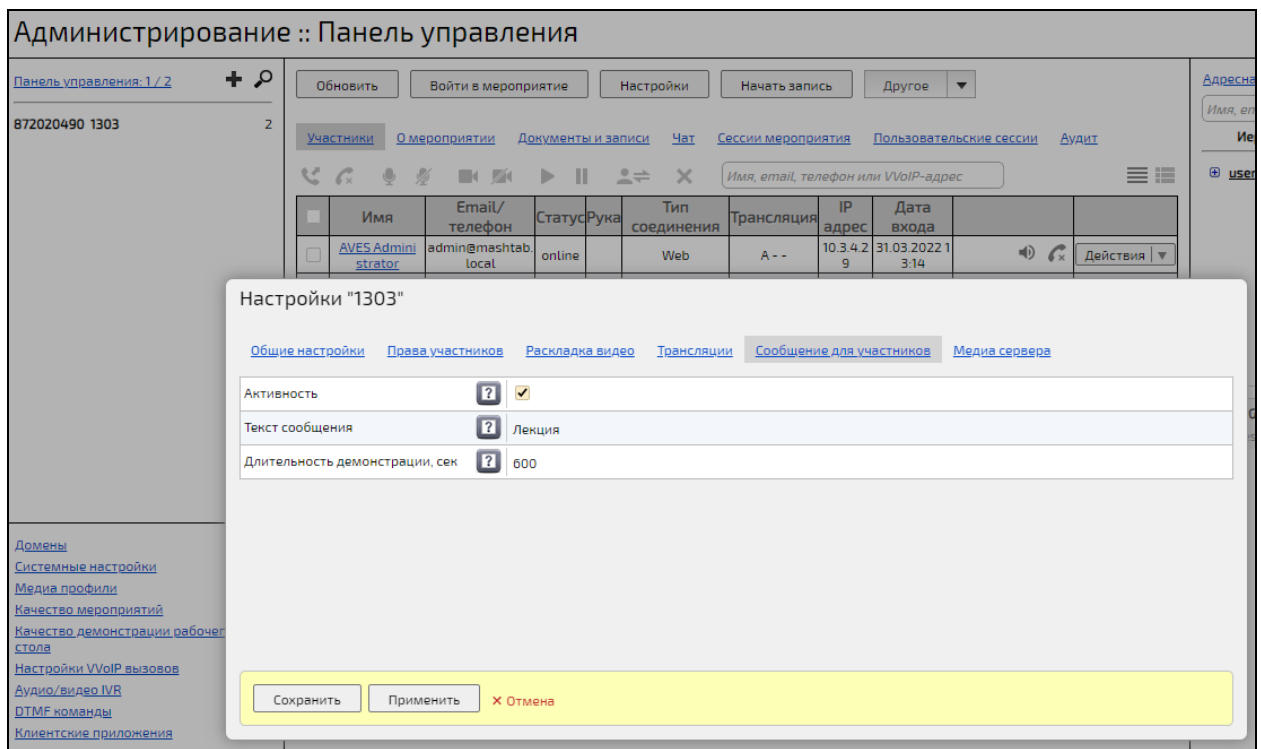 Администрирование :: Панель управления
Панель управления: 1 / 2
872020490 1303 2
Обновить Войти в мероприятие Настройки Начать запись Другое
Участники О мероприятии Документы и записи Чат Сессии мероприятия Пользовательские сессии Аудит
Имя, email, телефон или VVoIP-адрес
Имя Email/ телефон Статус Рука Тип соединения Трансляция IP адрес Дата входа
AVES Admini admin@mashtab. online Web A - - 10.3.4.2 31.03.2022 1 Действия
strator local 9 3:14
Адресна
Имя, em
Ие
user
Настройки "1303"
Общие настройки Права участников Раскладка видео Трансляции Сообщение для участников Медиа сервера
Активность ?
Текст сообщения ? Лекция
Длительность демонстрации, сек ? 600
Сохранить Применить × Отмена
Домены
Системные настройки
Медиа профили
Качество мероприятий
Качество демонстрации рабочег
стола
Настройки VVoIP вызовов
Аудио/видео IVR
DTMF команды
Клиентские приложения